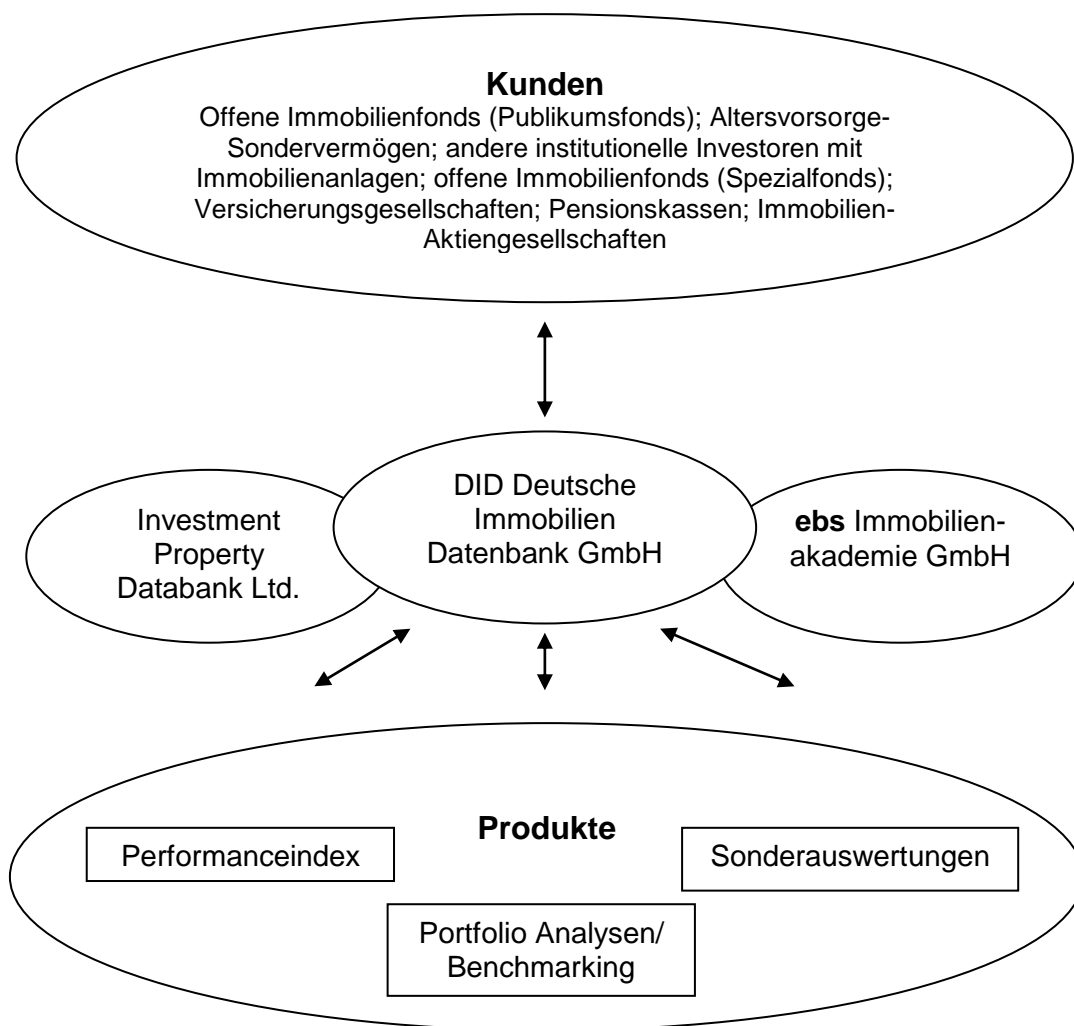 Kunden
Offene Immobilienfonds (Publikumsfonds); Altersvorsorge-
Sondervermögen; andere institutionelle Investoren mit
Immobilienanlagen; offene Immobilienfonds (Spezialfonds);
Versicherungsgesellschaften; Pensionskassen; Immobilien-
Aktiengesellschaften
Investment
Property
Databank Ltd.
DID Deutsche
Immobilien
Datenbank GmbH
ebs Immobilien-
akademie GmbH
Produkte
Performanceindex
Sonderauswertungen
Portfolio Analysen/
Benchmarking